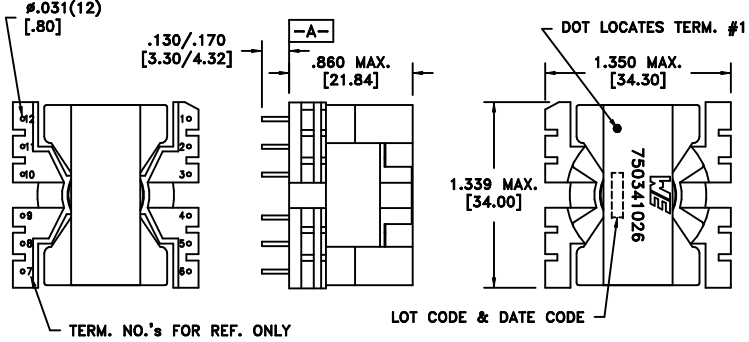 ø.031(12)
[.80]
.130/.170
[3.30/4.32]
-A-
.860 MAX.
[21.84]
DOT LOCATES TERM. #1
1.350 MAX.
[34.30]
1.339 MAX.
[34.00]
12
11
10
9
8
7
1
2
3
4
5
6
WE
750341026
TERM. NO.'s FOR REF. ONLY
LOT CODE & DATE CODE